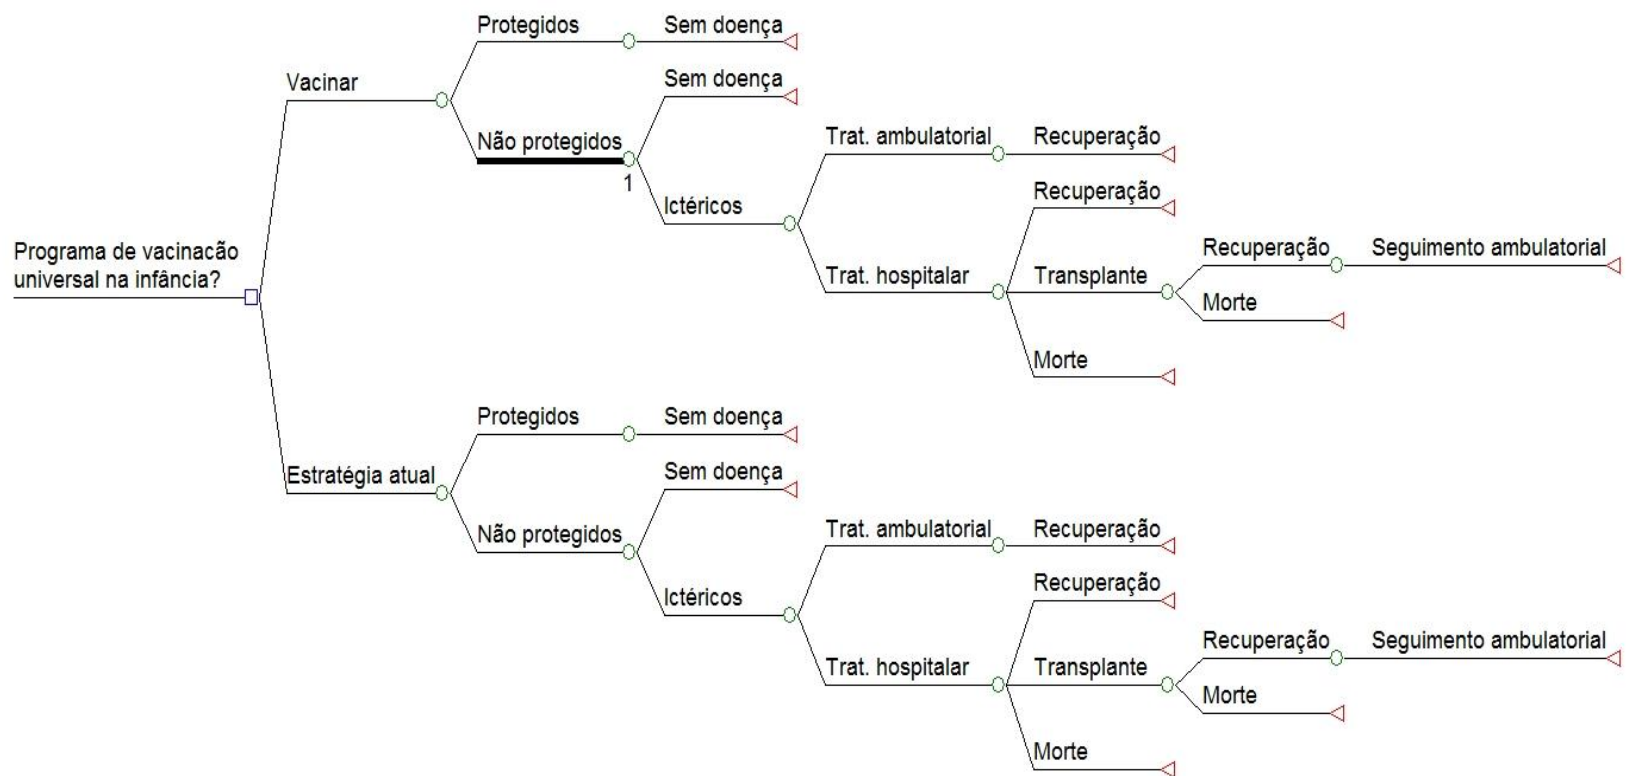 Protegidos
Sem doença
Vacinar
Sem doença
Não protegidos
1
Trat. ambulatorial
Recuperação
Ictéricos
Recuperação
Trat. hospitalar
Transplante
Recuperação
Seguimento ambulatorial
Morte
Morte
Programa de vacinacão
universal na infância?
Protegidos
Sem doença
Estratégia atual
Sem doença
Não protegidos
Trat. ambulatorial
Recuperação
Ictéricos
Recuperação
Trat. hospitalar
Transplante
Recuperação
Seguimento ambulatorial
Morte
Morte